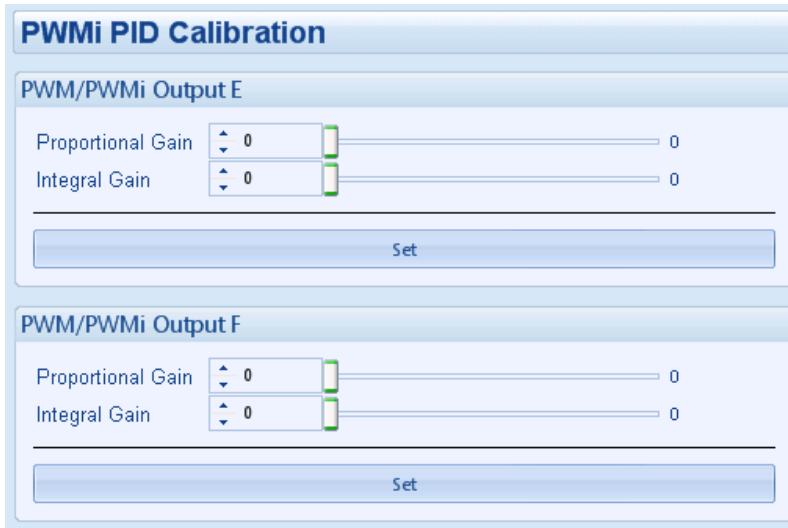 PWMi PID Calibration
PWM/PWMi Output E
Proportional Gain 0 0
Integral Gain 0 0
Set
PWM/PWMi Output F
Proportional Gain 0 0
Integral Gain 0 0
Set